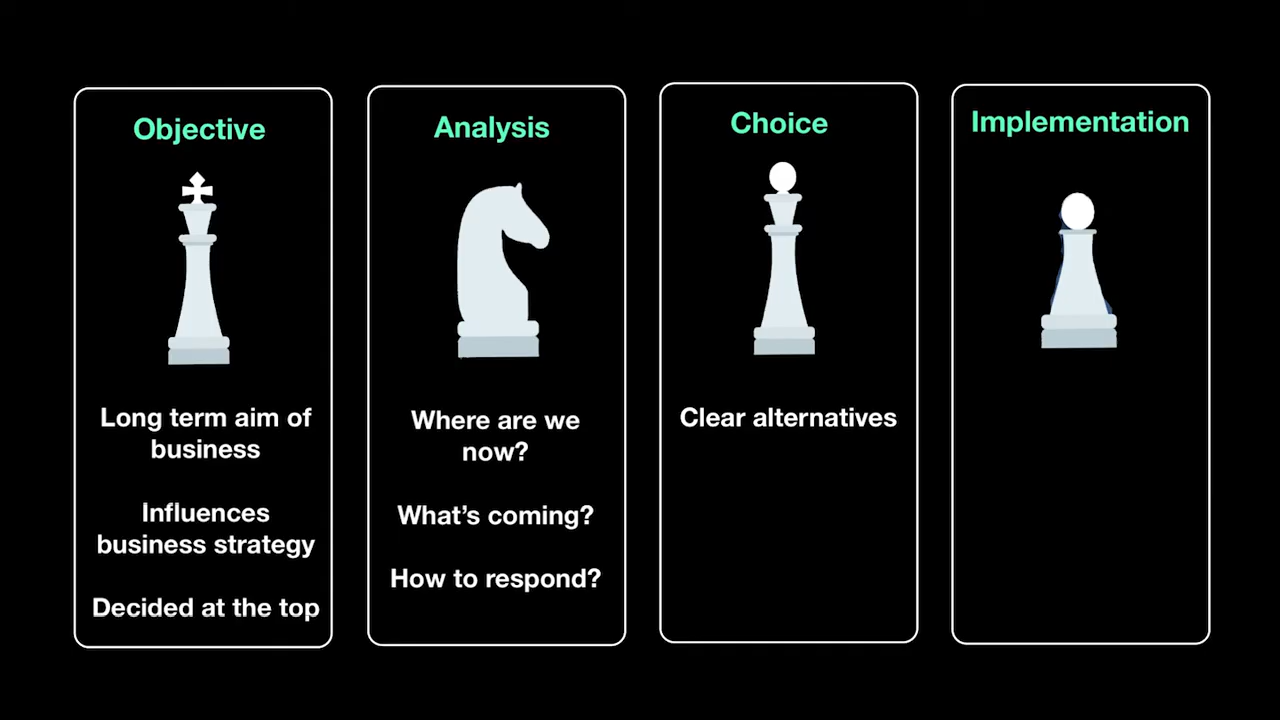 Objective
Long term aim of
business
Influences
business strategy
Decided at the top
Analysis
Where are we
now?
What’s coming?
How to respond?
Choice
Clear alternatives
Implementation